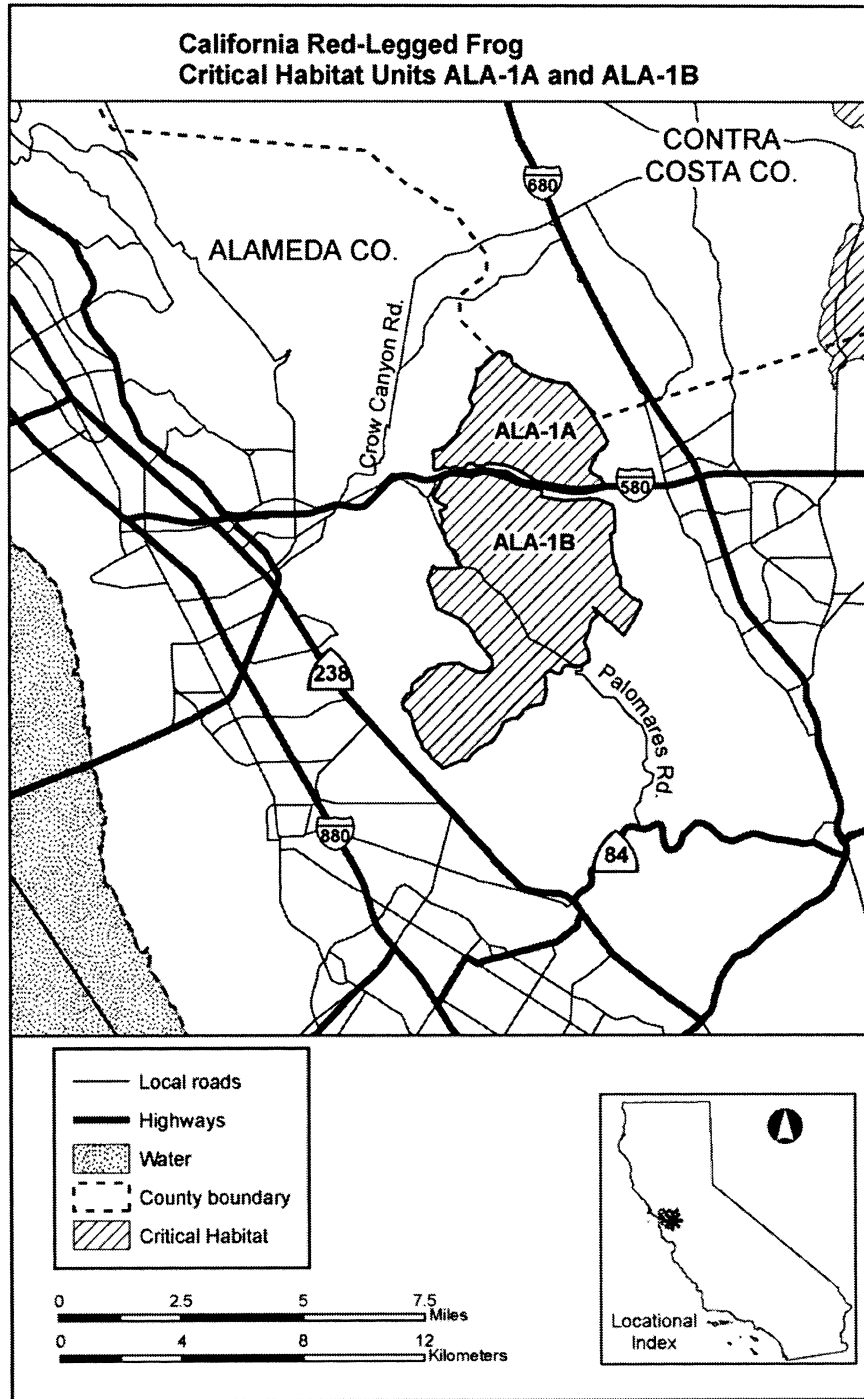 California Red-Legged Frog
Critical Habitat Units ALA-1A and ALA-1B
CONTRA
COSTA CO.
680
ALAMEDA CO.
Crow Canyon Rd.
ALA-1A
580
ALA-1B
238
Palomares Rd.
880
84
Local roads
Highways
Water
County boundary
Critical Habitat
0 2.5 5 7.5
Miles
0 4 8 12
Kilometers
Locational
Index